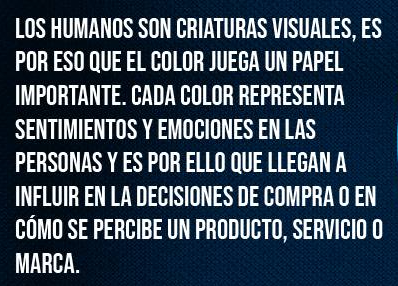 LOS HUMANOS SON CRIATURAS VISUALES, ES
POR ESO QUE EL COLOR JUEGA UN PAPEL
IMPORTANTE. CADA COLOR REPRESENTA
SENTIMIENTOS Y EMOCIONES EN LAS
PERSONAS Y ES POR ELLO QUE LLEGAN A
INFLUIR EN LA DECISIONES DE COMPRA O EN
CÓMO SE PERCIBE UN PRODUCTO, SERVICIO O
MARCA.